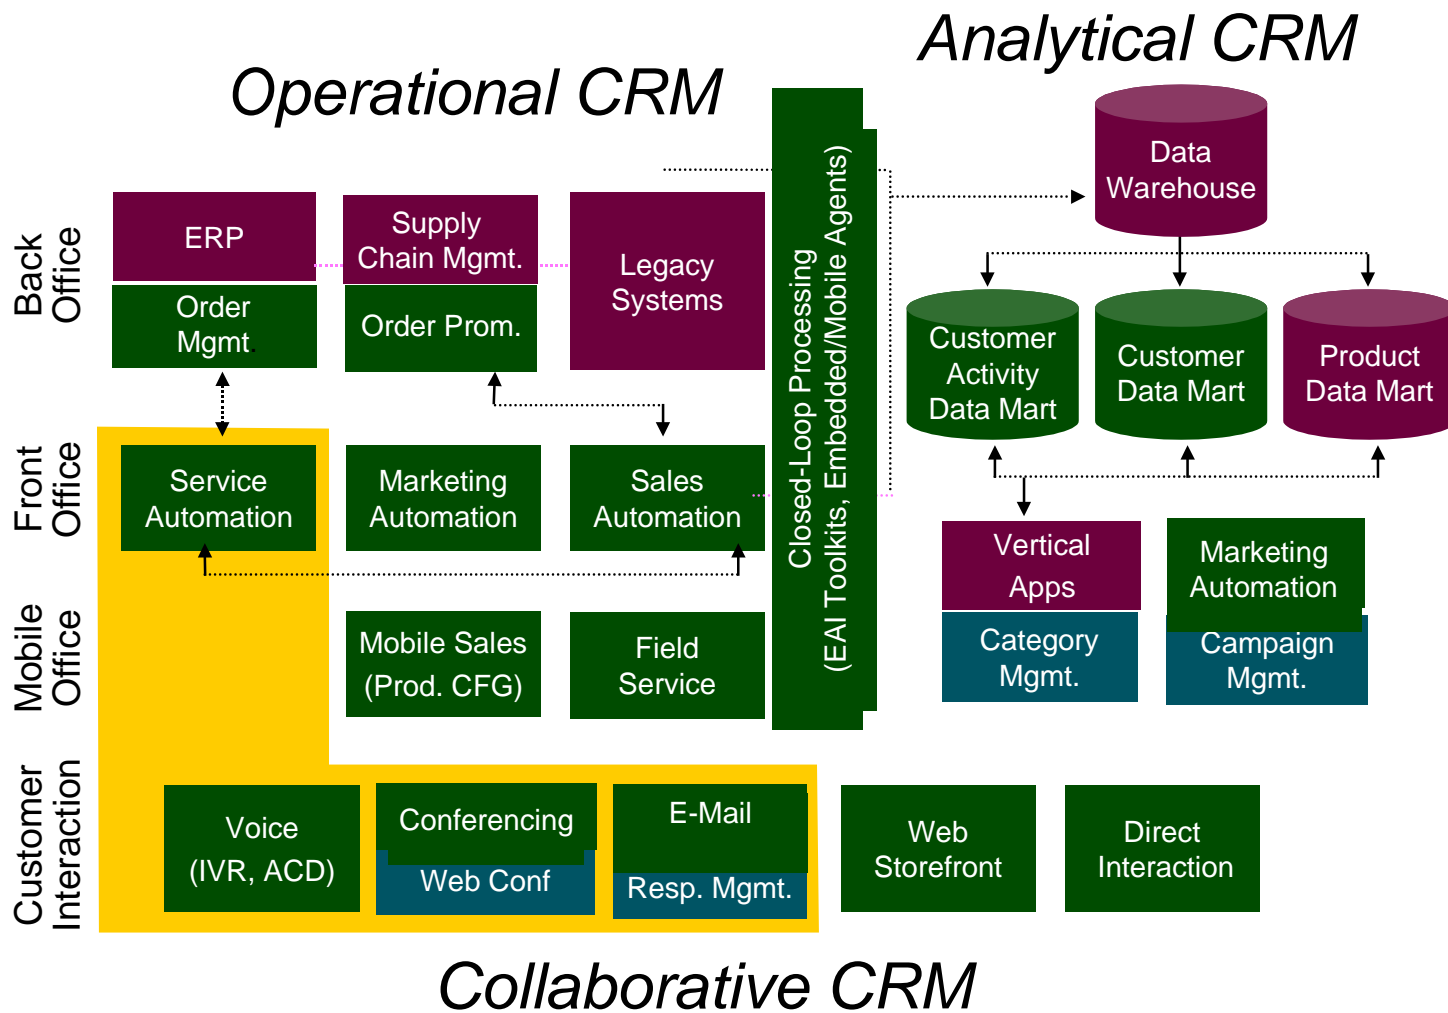 Operational CRM
Analytical CRM
Back
Office
ERP
Supply
Chain Mgmt.
Legacy
Systems
Order
Mgmt.
Order Prom.
Front
Office
Service
Automation
Marketing
Automation
Sales
Automation
Mobile
Office
Mobile Sales
(Prod. CFG)
Field
Service
Closed-Loop Processing
(EAI Toolkits, Embedded/Mobile Agents)
Data
Warehouse
Customer
Activity
Data Mart
Customer
Data Mart
Product
Data Mart
Vertical
Apps
Category
Mgmt.
Marketing
Automation
Campaign
Mgmt.
Customer
Interaction
Voice
(IVR, ACD)
Conferencing
Web Conf
E-Mail
Resp. Mgmt.
Web
Storefront
Direct
Interaction
Collaborative CRM